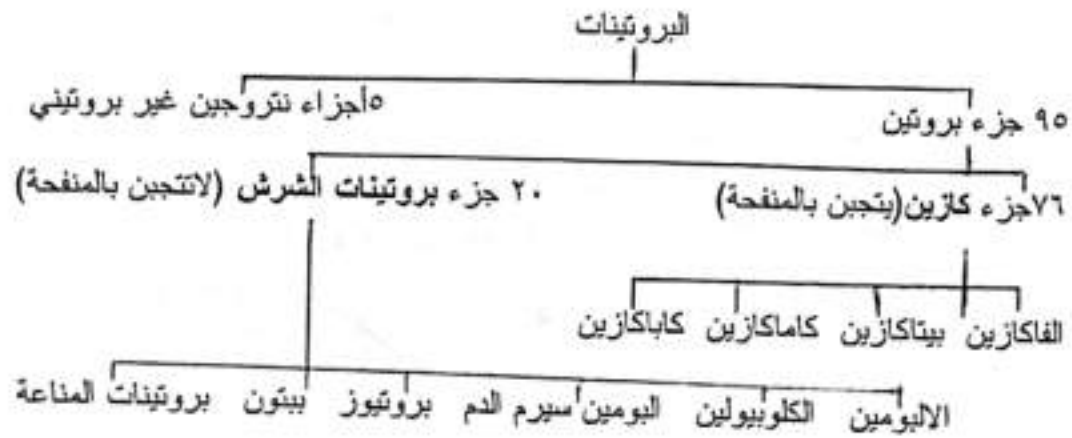 البروتينات
٩٥ جزء بروتين ٥أجزاء نتروجين غير بروتيني
٧٦جزء كازين(يتجبن بالمنفحة) ٢٠ جزء بروتينات الشرش (لاتتجبن بالمنفحة)
الفاكازين بيتاكازين كاماكازين كاباكازين
الالبومين الكلوبيولين البومين سيرم الدم بروتيوز ببتون بروتينات المناعة